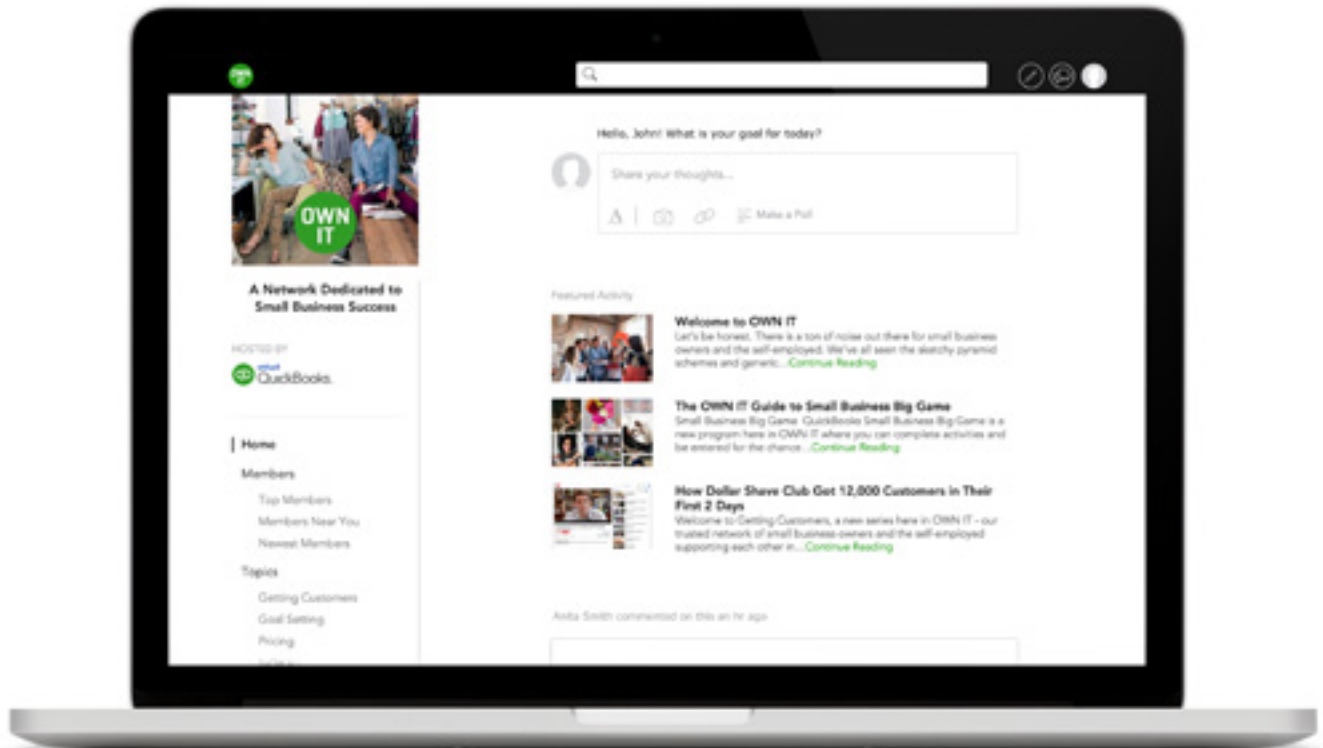 OWN
IT
Hello, John! What is your goal for today?
Share your thoughts...
A
Make a Poll
OWN
IT
A Network Dedicated to
Small Business Success
HOSTED BY
intuit
QuickBooks.
Home
Members
Top Members
Members Near You
Newest Members
Topics
Getting Customers
Goal Setting
Pricing
Featured Activity
Welcome to OWN IT
Let's be honest. There is a ton of noise out there for small business
owners and the self-employed. We've all seen the sketchy pyramid
schemes and generic... Continue Reading
The OWN IT Guide to Small Business Big Game
Small Business Big Game QuickBooks Small Business Big Game is a
new program here in OWN IT where you can complete activities and
be entered for the chance ... Continue Reading
How Dollar Shave Club Got 12,000 Customers in Their
First 2 Days
Welcome to Getting Customers, a new series here in OWN IT - our
trusted network of small business owners and the self-employed
supporting each other in... Continue Reading
Anita Smith commented on this an hr ago